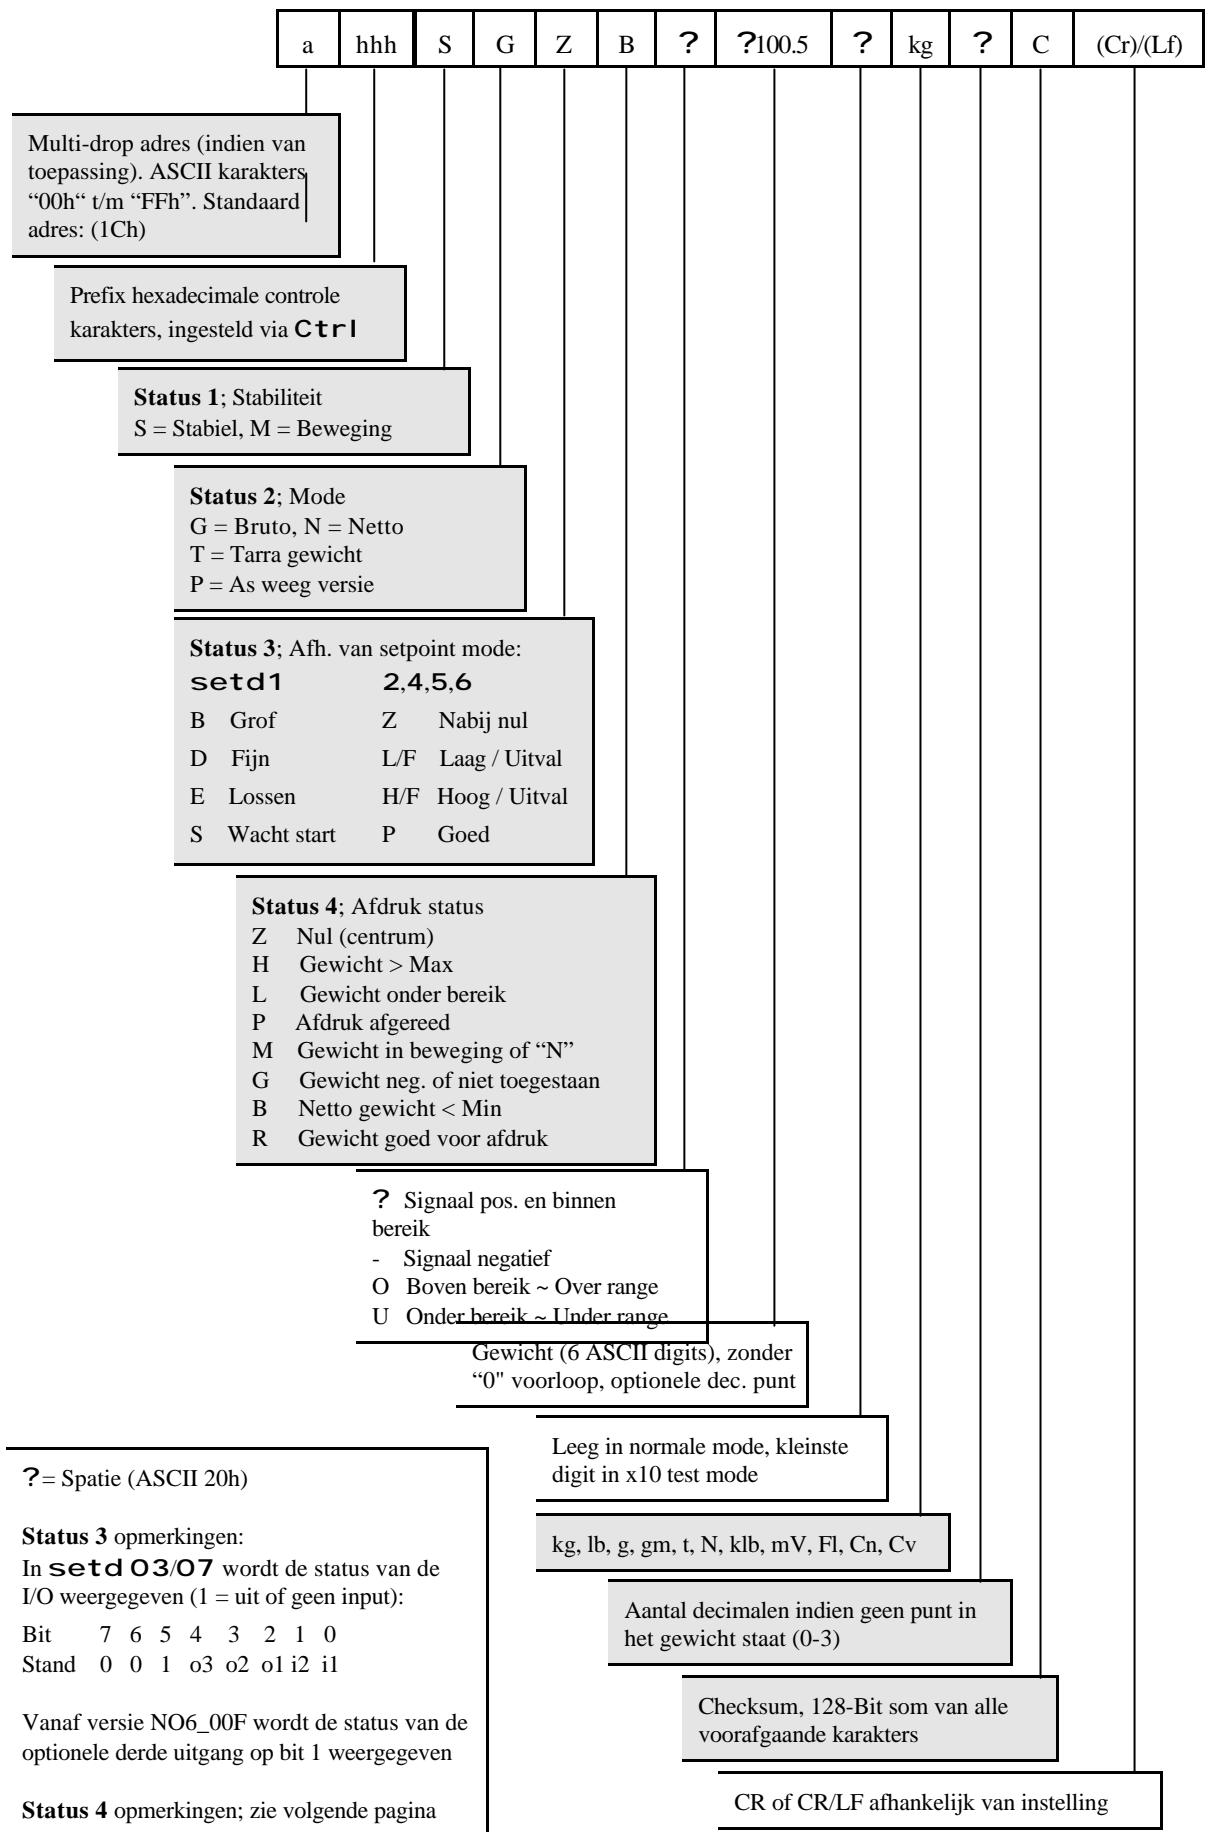 a hhh S G Z B ? ?100.5 ? kg ? C (Cr)/(Lf)
Multi-drop adres (indien van
toepassing). ASCII karakters
“00h“ t/m “FFh”. Standaard
adres: (1Ch)
Prefix hexadecimale controle
karakters, ingesteld via Ctrl
Status 1; Stabiliteit
S = Stabiel, M = Beweging
Status 2; Mode
G = Bruto, N = Netto
T = Tarra gewicht
P = As weeg versie
Status 3; Afh. van setpoint mode:
setd1 2,4,5,6
B Grof Z Nabij nul
D Fijn L/F Laag / Uitval
E Lossen H/F Hoog / Uitval
S Wacht start P Goed
Status 4; Afdruk status
Z Nul (centrum)
H Gewicht > Max
L Gewicht onder bereik
P Afdruk afgereed
M Gewicht in beweging of “N”
G Gewicht neg. of niet toegestaan
B Netto gewicht < Min
R Gewicht goed voor afdruk
? Signaal pos. en binnen
bereik
- Signaal negatief
O Boven bereik ~ Over range
U Onder bereik ~ Under range
Gewicht (6 ASCII digits), zonder
“0" voorloop, optionele dec. punt
Leeg in normale mode, kleinste
digit in x10 test mode
kg, lb, g, gm, t, N, klb, mV, Fl, Cn, Cv
Aantal decimalen indien geen punt in
het gewicht staat (0-3)
Checksum, 128-Bit som van alle
voorafgaande karakters
CR of CR/LF afhankelijk van instelling
?= Spatie (ASCII 20h)
Status 3 opmerkingen:
In setd 03/07 wordt de status van de
I/O weergegeven (1 = uit of geen input):
Bit 7 6 5 4 3 2 1 0
Stand 0 0 1 o3 o2 o1 i2 i1
Vanaf versie NO6_00F wordt de status van de
optionele derde uitgang op bit 1 weergegeven
Status 4 opmerkingen; zie volgende pagina